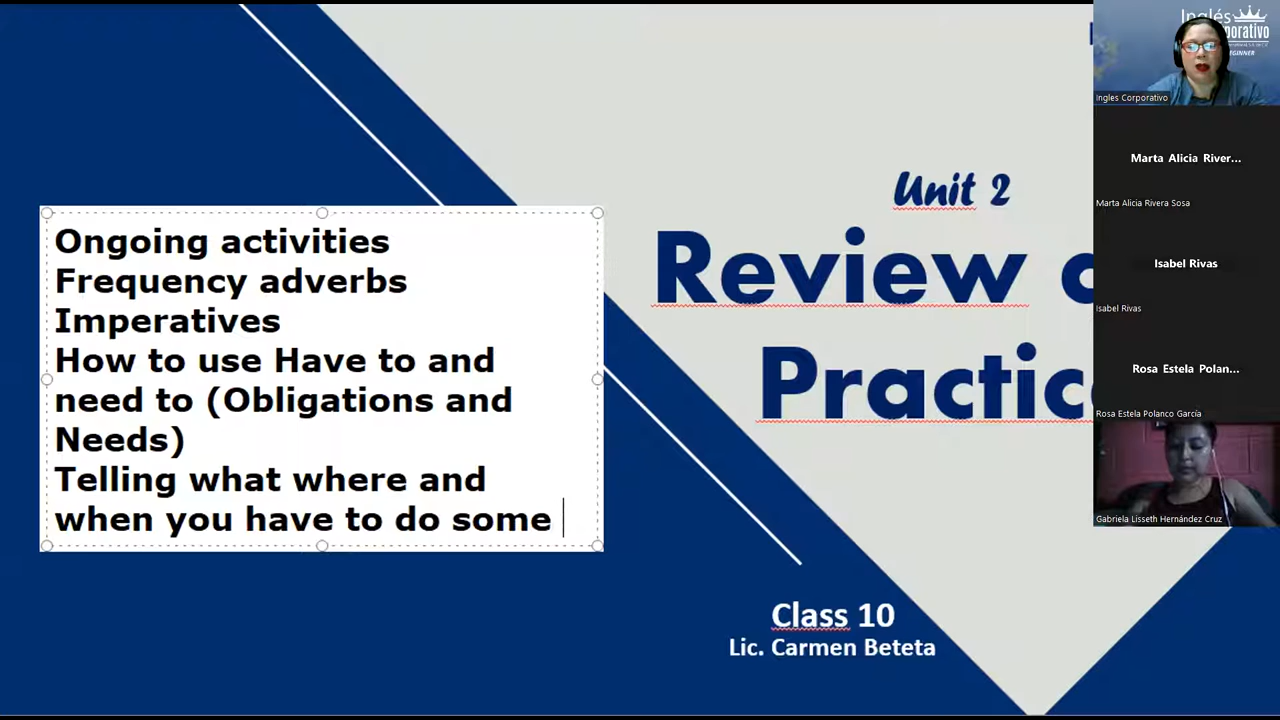 Ongoing activities
Frequency adverbs
Imperatives
How to use Have to and
need to (Obligations and
Needs)
Telling what where and
when you have to do some
Unit 2
Review
Practic
Class 10
Lic. Carmen Beteta
Inglés
Ingles Corporativo
Marta Alicia River...
Marta Alicia Rivera Sosa
Isabel Rivas
Isabel Rivas
Rosa Estela Polan...
Rosa Estela Polanco García
Gabriela Lisseth Hernández Cruz